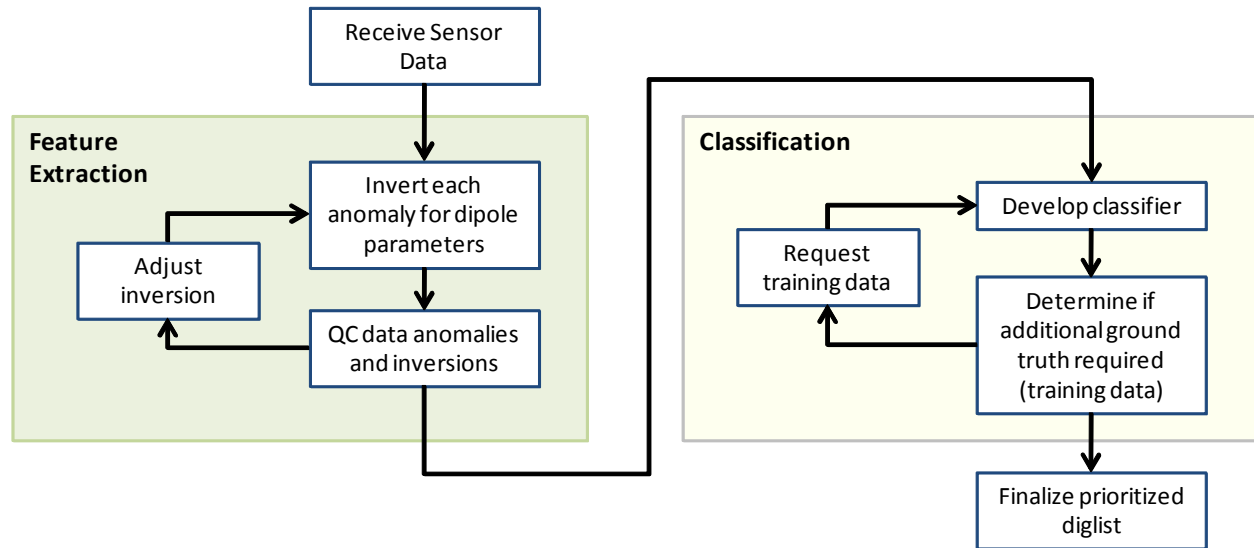 Receive Sensor
Data
Feature
Extraction
Invert each
anomaly for dipole
parameters
Adjust
inversion
QC data anomalies
and inversions
Classification
Develop classifier
Request
training data
Determine if
additional ground
truth required
(training data)
Finalize prioritized
diglist